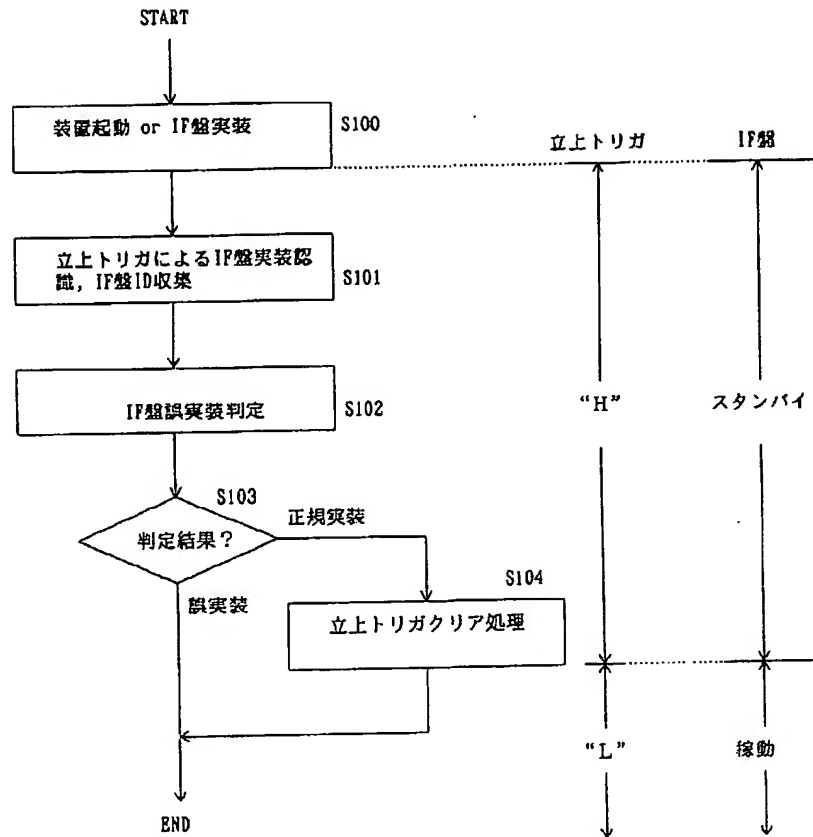 START
装置起動 or IF盤実装
S100
立上トリガ
IF盤
立上トリガによるIF盤実装認
識, IF盤ID収集
S101
IF盤誤実装判定
S102
“H”
スタンバイ
S103
判定結果?
正規実装
誤実装
S104
立上トリガクリア処理
“L”
稼動
END